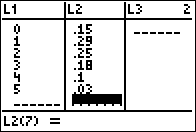 L1 L2 L3 2
0 .15 ------
1 .29
2 .25
3 .18
4 .1
5 .03
------
L2(7) =